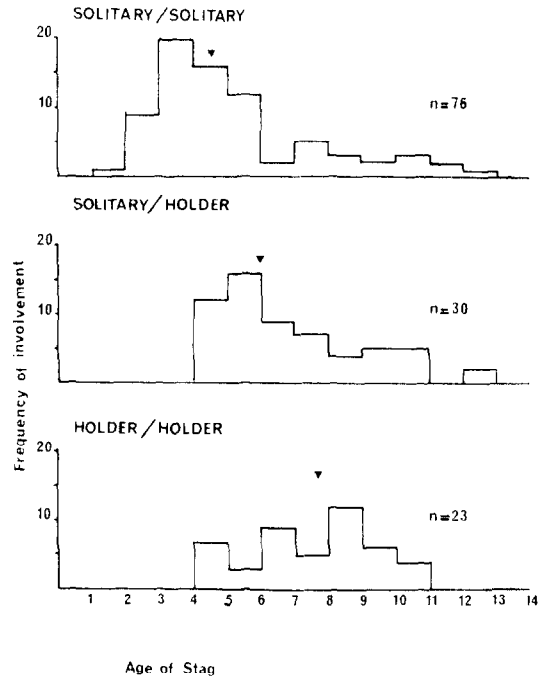 SOLITARY/SOLITARY
20
10
n=76
SOLITARY/HOLDER
20
10
n=30
Frequency of involvement
HOLDER/HOLDER
20
10
n=23
1 2 3 4 5 6 7 8 9 10 11 12 13 14
Age of Stag